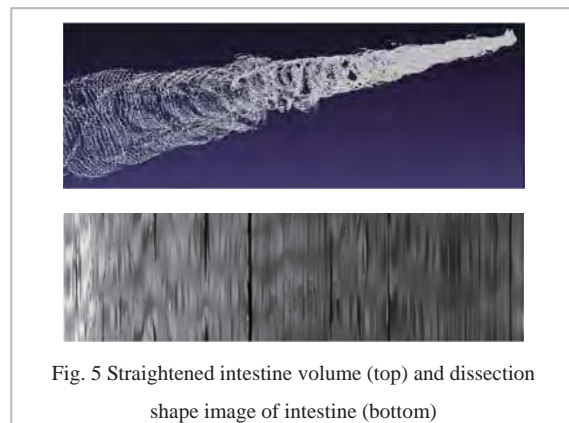 Fig. 5 Straightened intestine volume (top) and dissection
shape image of intestine (bottom)